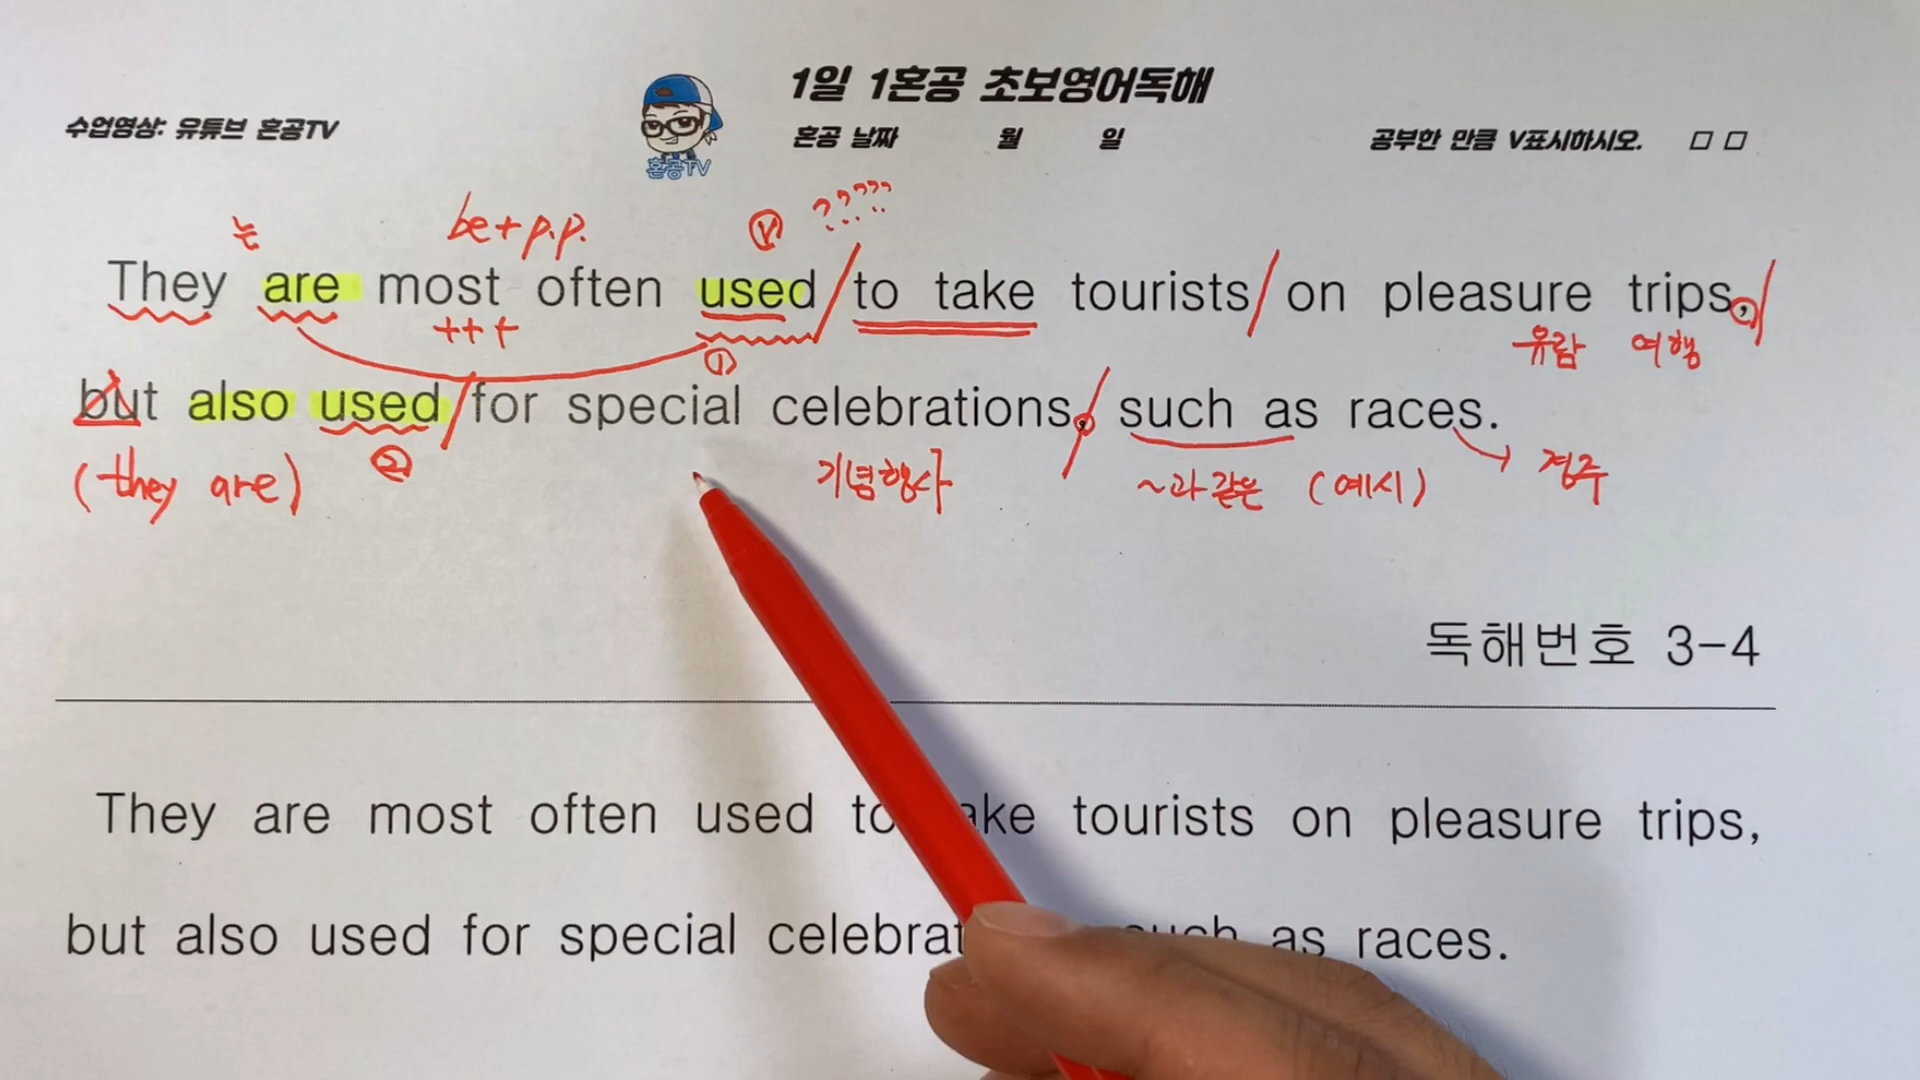 1일 1혼공 초보영어독해
수업영상: 유튜브 혼공TV
혼공TV
혼공 날짜 월 일
공부한 만큼 V표시하시오. □ □
는 be+p.p. V ?????
They are most often used / to take tourists / on pleasure trips, /
+++ ① 유람 여행
but also used / for special celebrations, / such as races.
(they are) ② 기념행사 ~과 같은 (예시) 경주
독해번호 3-4
They are most often used to ake tourists on pleasure trips,
but also used for special celebrat such as races.